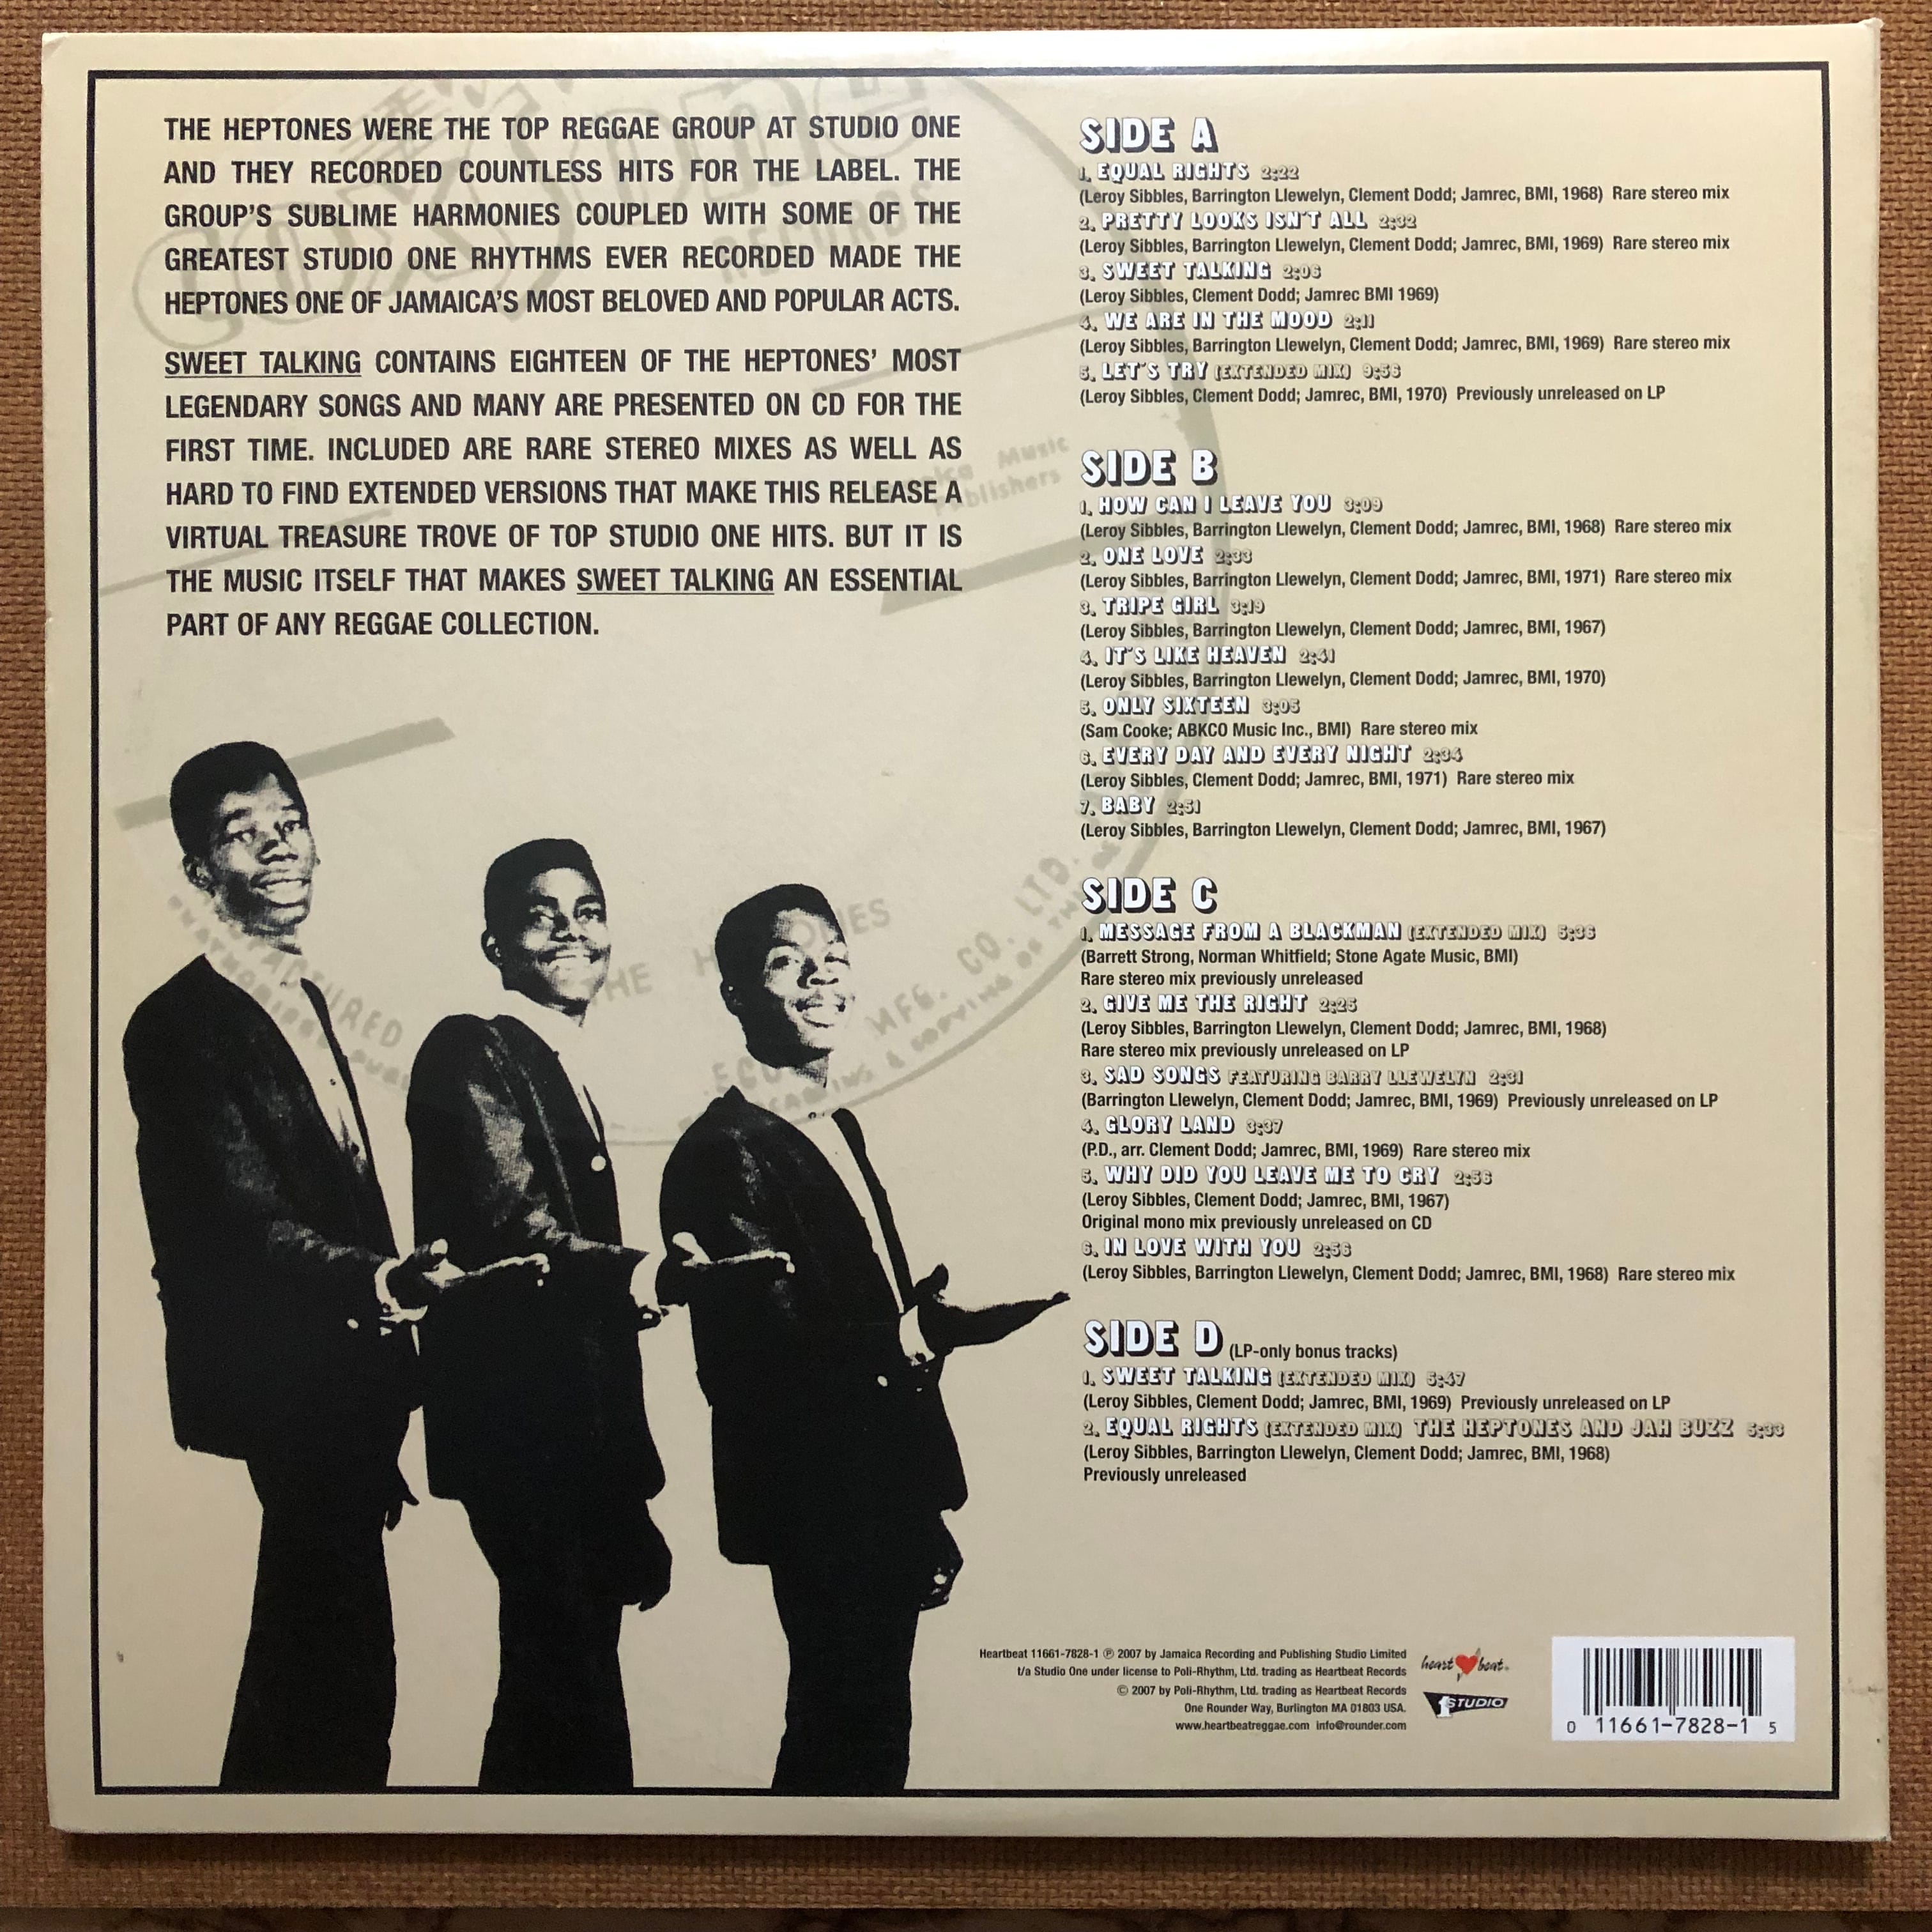 THE HEPTONES WERE THE TOP REGGAE GROUP AT STUDIO ONE
AND THEY RECORDED COUNTLESS HITS FOR THE LABEL. THE
GROUP'S SUBLIME HARMONIES COUPLED WITH SOME OF THE
GREATEST STUDIO ONE RHYTHMS EVER RECORDED MADE THE
HEPTONES ONE OF JAMAICA'S MOST BELOVED AND POPULAR ACTS.
SWEET TALKING CONTAINS EIGHTEEN OF THE HEPTONES' MOST
LEGENDARY SONGS AND MANY ARE PRESENTED ON CD FOR THE
FIRST TIME. INCLUDED ARE RARE STEREO MIXES AS WELL AS
HARD TO FIND EXTENDED VERSIONS THAT MAKE THIS RELEASE A
VIRTUAL TREASURE TROVE OF TOP STUDIO ONE HITS. BUT IT IS
THE MUSIC ITSELF THAT MAKES SWEET TALKING AN ESSENTIAL
PART OF ANY REGGAE COLLECTION.
Coxsone
RECORDS
Music
THE HEPTONES
MFG. CO. LTD.
SIDE A
1. EQUAL RIGHTS 2:22
(Leroy Sibbles, Barrington Llewelyn, Clement Dodd; Jamrec, BMI, 1968) Rare stereo mix
2. PRETTY LOOKS ISN'T ALL 2:32
(Leroy Sibbles, Barrington Llewelyn, Clement Dodd; Jamrec, BMI, 1969) Rare stereo mix
3. SWEET TALKING 2:06
(Leroy Sibbles, Clement Dodd; Jamrec BMI 1969)
4. WE ARE IN THE MOOD 2:11
(Leroy Sibbles, Barrington Llewelyn, Clement Dodd; Jamrec, BMI, 1969) Rare stereo mix
5. LET'S TRY (EXTENDED MIX) 9:56
(Leroy Sibbles, Clement Dodd; Jamrec, BMI, 1970) Previously unreleased on LP
SIDE B
1. HOW CAN I LEAVE YOU 3:09
(Leroy Sibbles, Barrington Llewelyn, Clement Dodd; Jamrec, BMI, 1968) Rare stereo mix
2. ONE LOVE 2:33
(Leroy Sibbles, Barrington Llewelyn, Clement Dodd; Jamrec, BMI, 1971) Rare stereo mix
3. TRIPE GIRL 3:19
(Leroy Sibbles, Barrington Llewelyn, Clement Dodd; Jamrec, BMI, 1967)
4. IT'S LIKE HEAVEN 2:41
(Leroy Sibbles, Barrington Llewelyn, Clement Dodd; Jamrec, BMI, 1970)
5. ONLY SIXTEEN 3:05
(Sam Cooke; ABKCO Music Inc., BMI) Rare stereo mix
6. EVERY DAY AND EVERY NIGHT 2:34
(Leroy Sibbles, Clement Dodd; Jamrec, BMI, 1971) Rare stereo mix
7. BABY 2:51
(Leroy Sibbles, Barrington Llewelyn, Clement Dodd; Jamrec, BMI, 1967)
SIDE C
1. MESSAGE FROM A BLACKMAN (EXTENDED MIX) 5:36
(Barrett Strong, Norman Whitfield; Stone Agate Music, BMI)
Rare stereo mix previously unreleased
2. GIVE ME THE RIGHT 2:25
(Leroy Sibbles, Barrington Llewelyn, Clement Dodd; Jamrec, BMI, 1968)
Rare stereo mix previously unreleased on LP
3. SAD SONGS FEATURING BARRY LLEWELYN 2:31
(Barrington Llewelyn, Clement Dodd; Jamrec, BMI, 1969) Previously unreleased on LP
4. GLORY LAND 3:37
(P.D., arr. Clement Dodd; Jamrec, BMI, 1969) Rare stereo mix
5. WHY DID YOU LEAVE ME TO CRY 2:56
(Leroy Sibbles, Clement Dodd; Jamrec, BMI, 1967)
Original mono mix previously unreleased on CD
6. IN LOVE WITH YOU 2:56
(Leroy Sibbles, Barrington Llewelyn, Clement Dodd; Jamrec, BMI, 1968) Rare stereo mix
SIDE D (LP-only bonus tracks)
1. SWEET TALKING (EXTENDED MIX) 5:47
(Leroy Sibbles, Clement Dodd; Jamrec, BMI, 1969) Previously unreleased on LP
2. EQUAL RIGHTS (EXTENDED MIX) THE HEPTONES AND JAH BUZZ 5:33
(Leroy Sibbles, Barrington Llewelyn, Clement Dodd; Jamrec, BMI, 1968)
Previously unreleased
Heartbeat 11661-7828-1 ℗ 2007 by Jamaica Recording and Publishing Studio Limited
t/a Studio One under license to Poli-Rhythm, Ltd. trading as Heartbeat Records
© 2007 by Poli-Rhythm, Ltd. trading as Heartbeat Records
One Rounder Way, Burlington MA 01803 USA.
www.heartbeatreggae.com info@rounder.com
heart beat
1 STUDIO
0 11661-7828-1 5